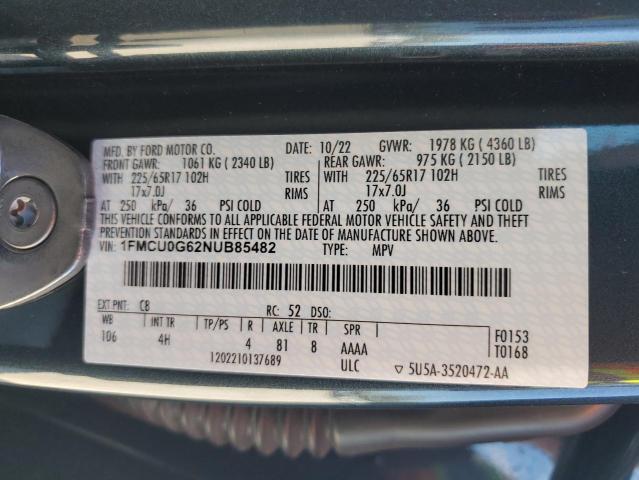 MFD. BY FORD MOTOR CO. DATE: 10/22 GVWR: 1978 KG ( 4360 LB)
FRONT GAWR: 1061 KG ( 2340 LB) REAR GAWR: 975 KG ( 2150 LB)
WITH 225/65R17 102H TIRES WITH 225/65R17 102H TIRES
17x7.0J RIMS 17x7.0J RIMS
AT 250 kPa/ 36 PSI COLD AT 250 kPa/ 36 PSI COLD
THIS VEHICLE CONFORMS TO ALL APPLICABLE FEDERAL MOTOR VEHICLE SAFETY AND THEFT
PREVENTION STANDARDS IN EFFECT ON THE DATE OF MANUFACTURE SHOWN ABOVE.
VIN: 1FMCU0G62NUB85482 TYPE: MPV
EXT PNT: C8 RC: 52 DSO:
WB INT TR TP/PS R AXLE TR SPR F0153
106 4H 4 81 8 AAAA T0168
1202210137689 ULC ▽ 5U5A-3520472-AA